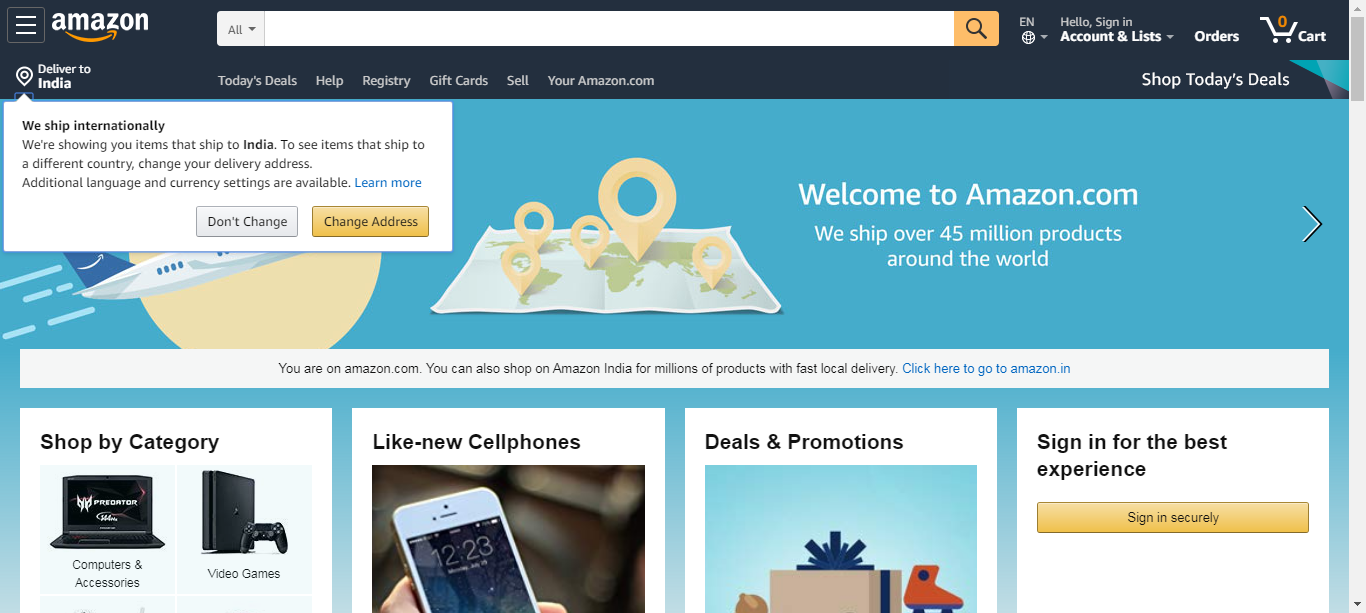 amazon
All
EN
Hello, Sign in
Account & Lists
Orders
0
Cart
Deliver to
India
Today's Deals
Help
Registry
Gift Cards
Sell
Your Amazon.com
Shop Today's Deals
We ship internationally
We're showing you items that ship to India. To see items that ship to
a different country, change your delivery address.
Additional language and currency settings are available. Learn more
Don't Change
Change Address
Welcome to Amazon.com
We ship over 45 million products
around the world
You are on amazon.com. You can also shop on Amazon India for millions of products with fast local delivery. Click here to go to amazon.in
Shop by Category
PREDATOR
144Hz
Computers &
Accessories
Video Games
Like-new Cellphones
12:23
Deals & Promotions
Sign in for the best
experience
Sign in securely